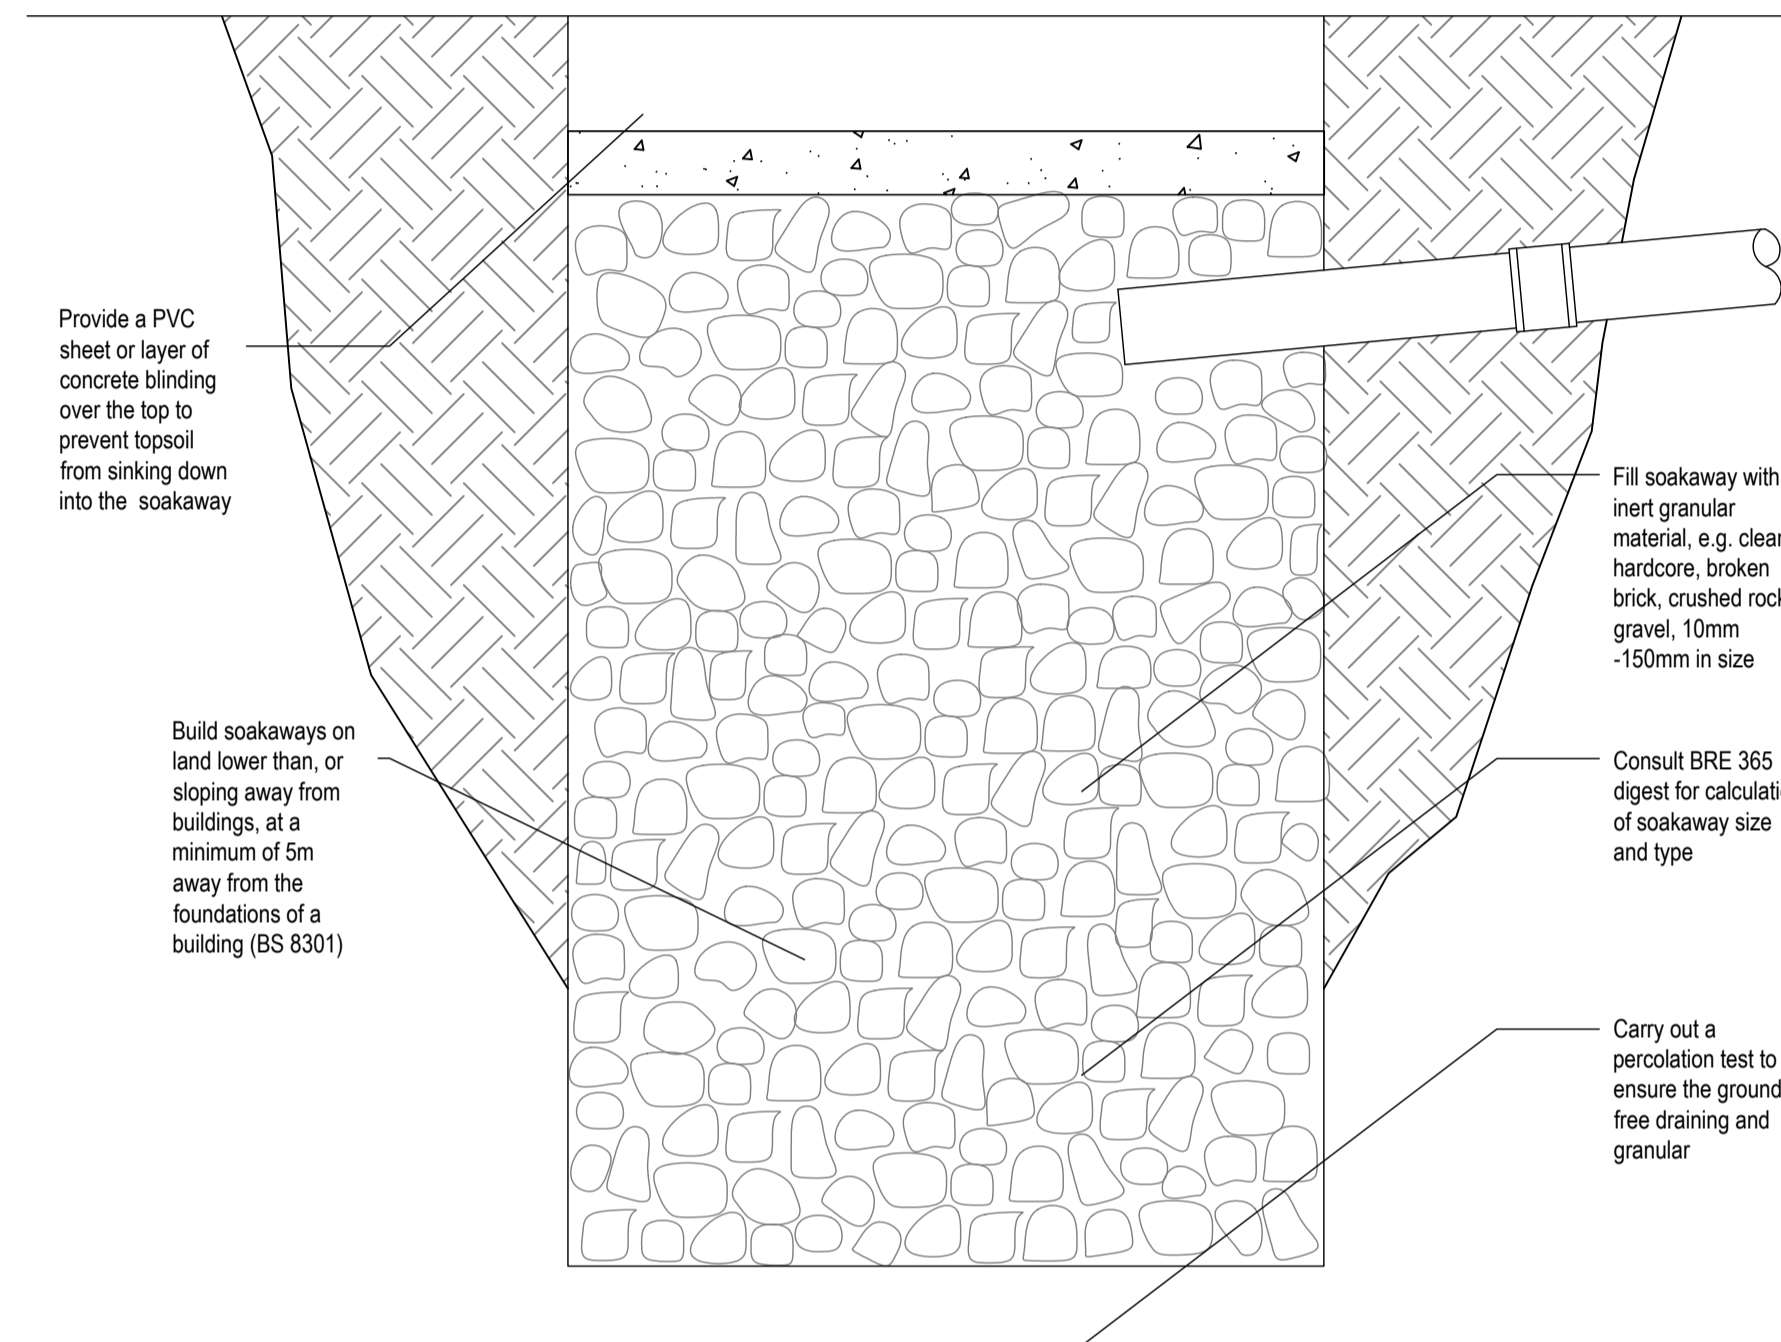 Provide a PVC
sheet or layer of
concrete blinding
over the top to
prevent topsoil
from sinking down
into the soakaway
Build soakaways on
land lower than, or
sloping away from
buildings, at a
minimum of 5m
away from the
foundations of a
building (BS 8301)
Fill soakaway with
inert granular
material, e.g. clean
hardcore, broken
brick, crushed rock
gravel, 10mm
-150mm in size
Consult BRE 365
digest for
of soakaway size
and type
Carry out a
percolation test to
ensure the ground
free draining and
granular